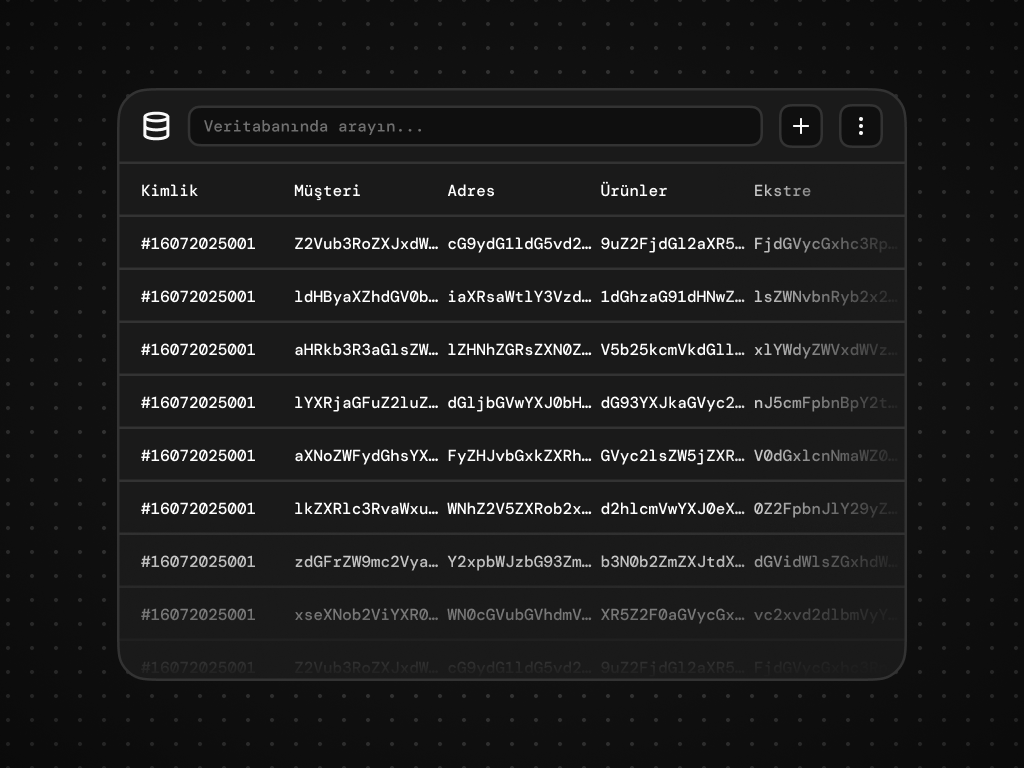 Veritabanında arayın...
Kimlik Müşteri Adres Ürünler Ekstre
#16072025001 Z2Vub3RoZXJxdW… cG9ydG1ldG5vd2… 9uZ2FjdGl2aXR5… FjdGVycGxhc3Rp…
#16072025001 ldHByaXZhdGV0b… iaXRsaWtlY3Vzd… 1dGhzaG91dHNwZ… lsZWNvbnRyb2x2…
#16072025001 aHRkb3R3aGlsZW… lZHNhZGRsZXN0Z… V5b25kcmVkdGll… xlYWdyZWVxdWVz…
#16072025001 lYXRjaGFuZ2luZ… dGljbGVwYXJ0bH… dG93YXJkaGVyc2… nJ5cmFpbnBpY2t…
#16072025001 aXNoZWFydGhsYX… FyZHJvbGxkZXRh… GVyc2lsZW5jZXR… V0dGxlcnNmaWZ0…
#16072025001 lkZXRlc3RvaWxu… WNhZ2V5ZXRob2x… d2hlcmVwYXJ0eX… 0Z2FpbnJlY29yZ…
#16072025001 zdGFrZW9mc2Vya… Y2xpbWJzbG93Zm… b3N0b2ZmZXJtdX… dGVidWlsZGxhdW…
#16072025001 xseXNob2ViYXR0… WN0cGVubGVhdmV… XR5Z2F0aGVycGx… vc2xvd2dlbmVyY…
#16072025001 Z2Vub3RoZXJxdW… cG9ydG1ldG5vd2… 9uZ2FjdGl2aXR5… FjdGVycGxhc3Rp…